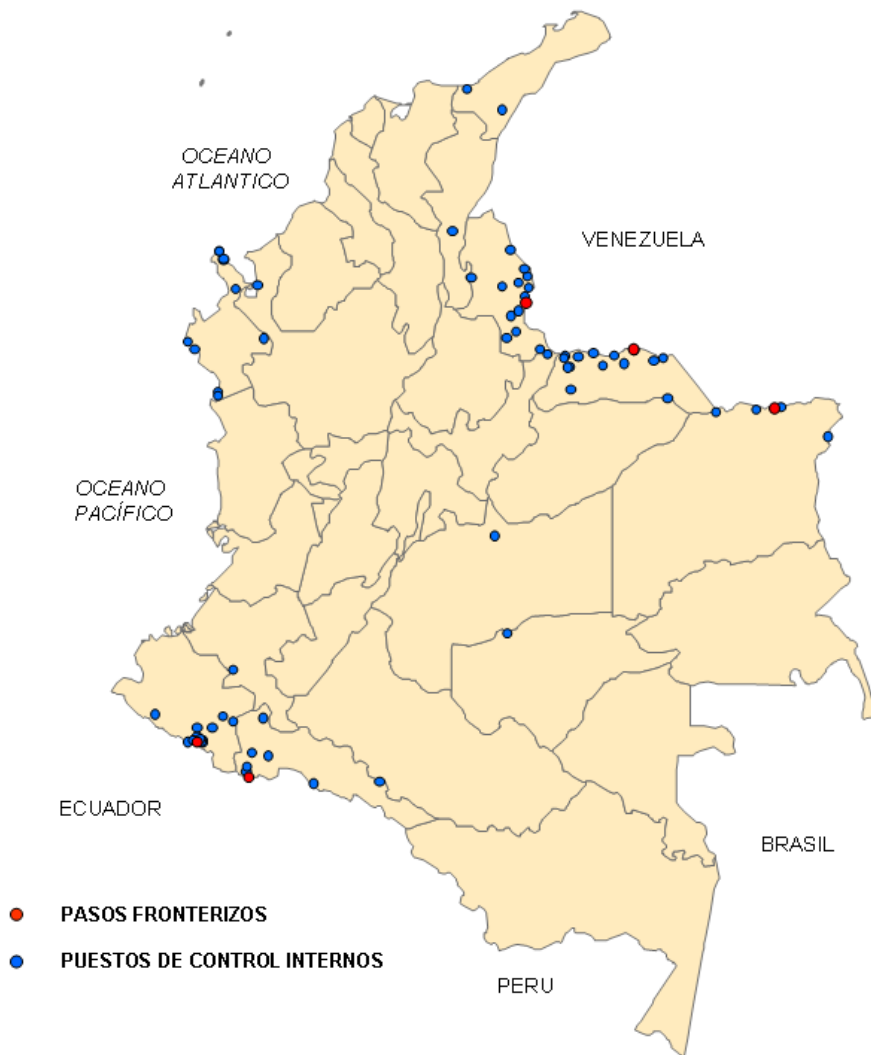 OCEANO
ATLANTICO
VENEZUELA
OCEANO
PACÍFICO
ECUADOR
BRASIL
PASOS FRONTERIZOS
PUESTOS DE CONTROL INTERNOS
PERU